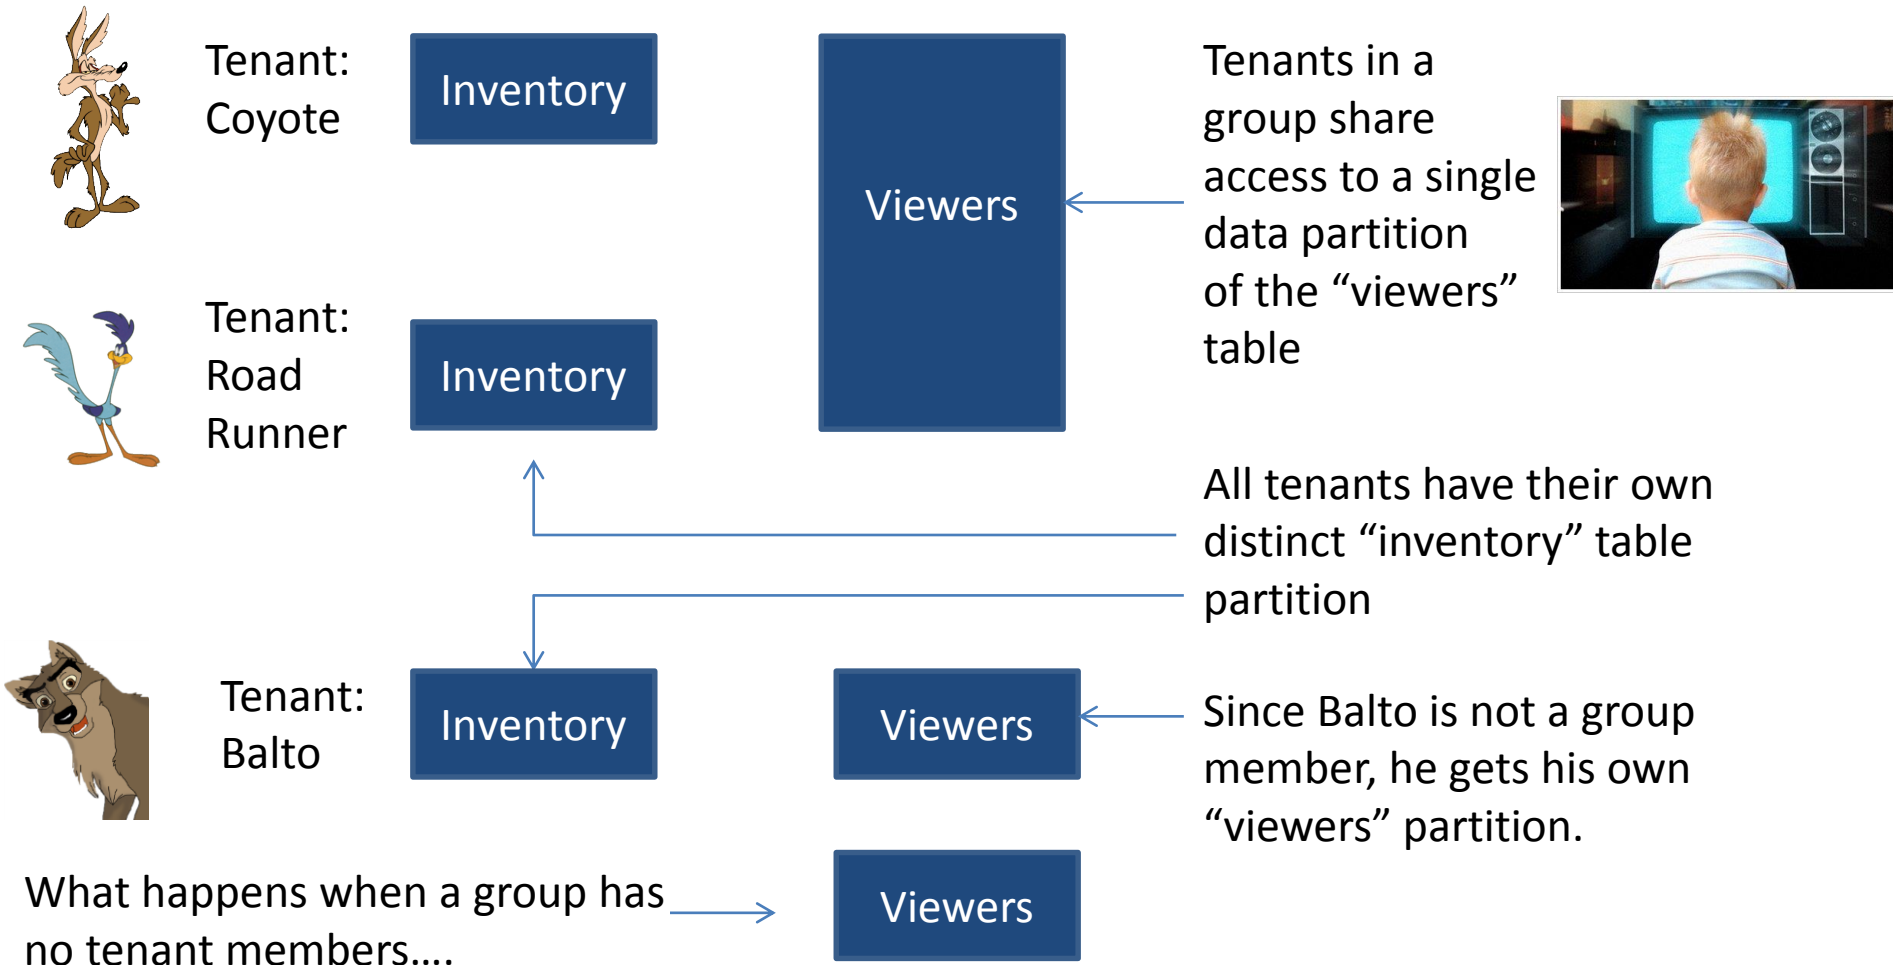 Tenant:
Coyote
Inventory
Viewers
Tenants in a
group share
access to a single
data partition
of the “viewers”
table
Tenant:
Road
Runner
Inventory
All tenants have their own
distinct “inventory” table
partition
Tenant:
Balto
Inventory
Viewers
Since Balto is not a group
member, he gets his own
“viewers” partition.
What happens when a group has
no tenant members....
Viewers